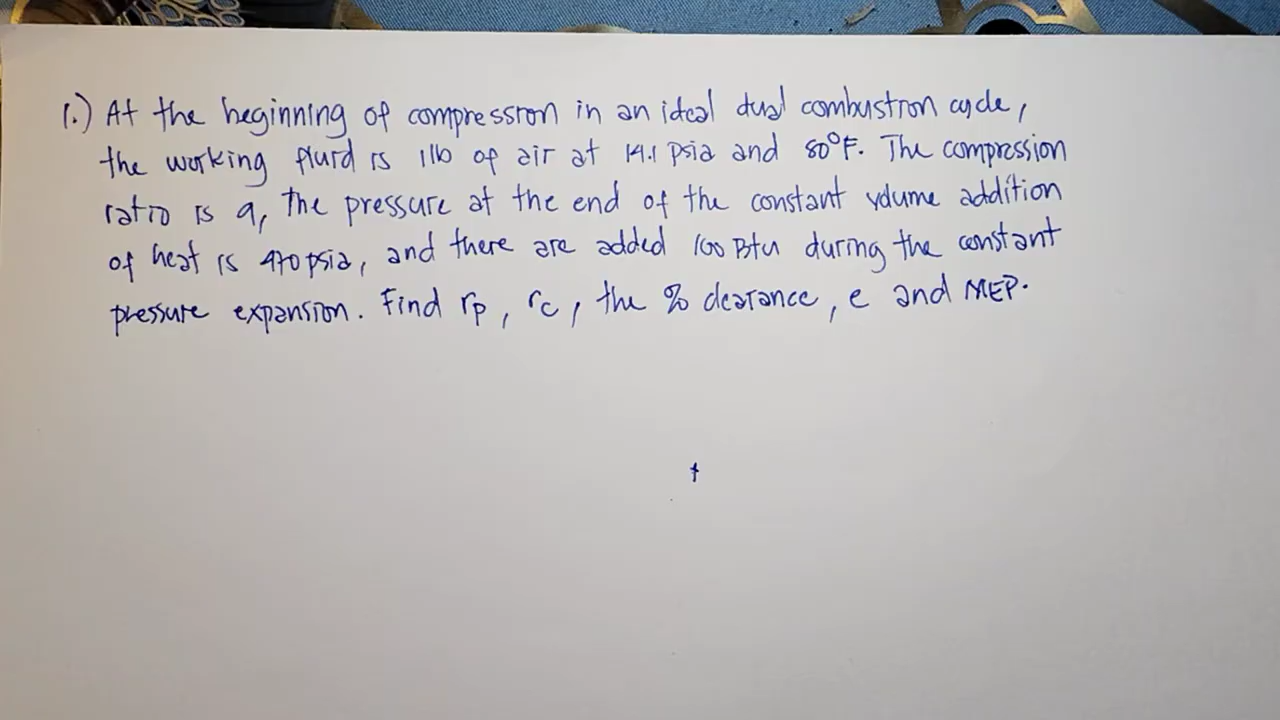 1.) At the beginning of compression in an ideal dual combustion cycle,
the working fluid is 1 lb of air at 14.1 psia and 80°F. The compression
ratio is 9, the pressure at the end of the constant volume addition
of heat is 470 psia, and there are added 100 Btu during the constant
pressure expansion. Find rp, rc, the % clearance, e and MEP.